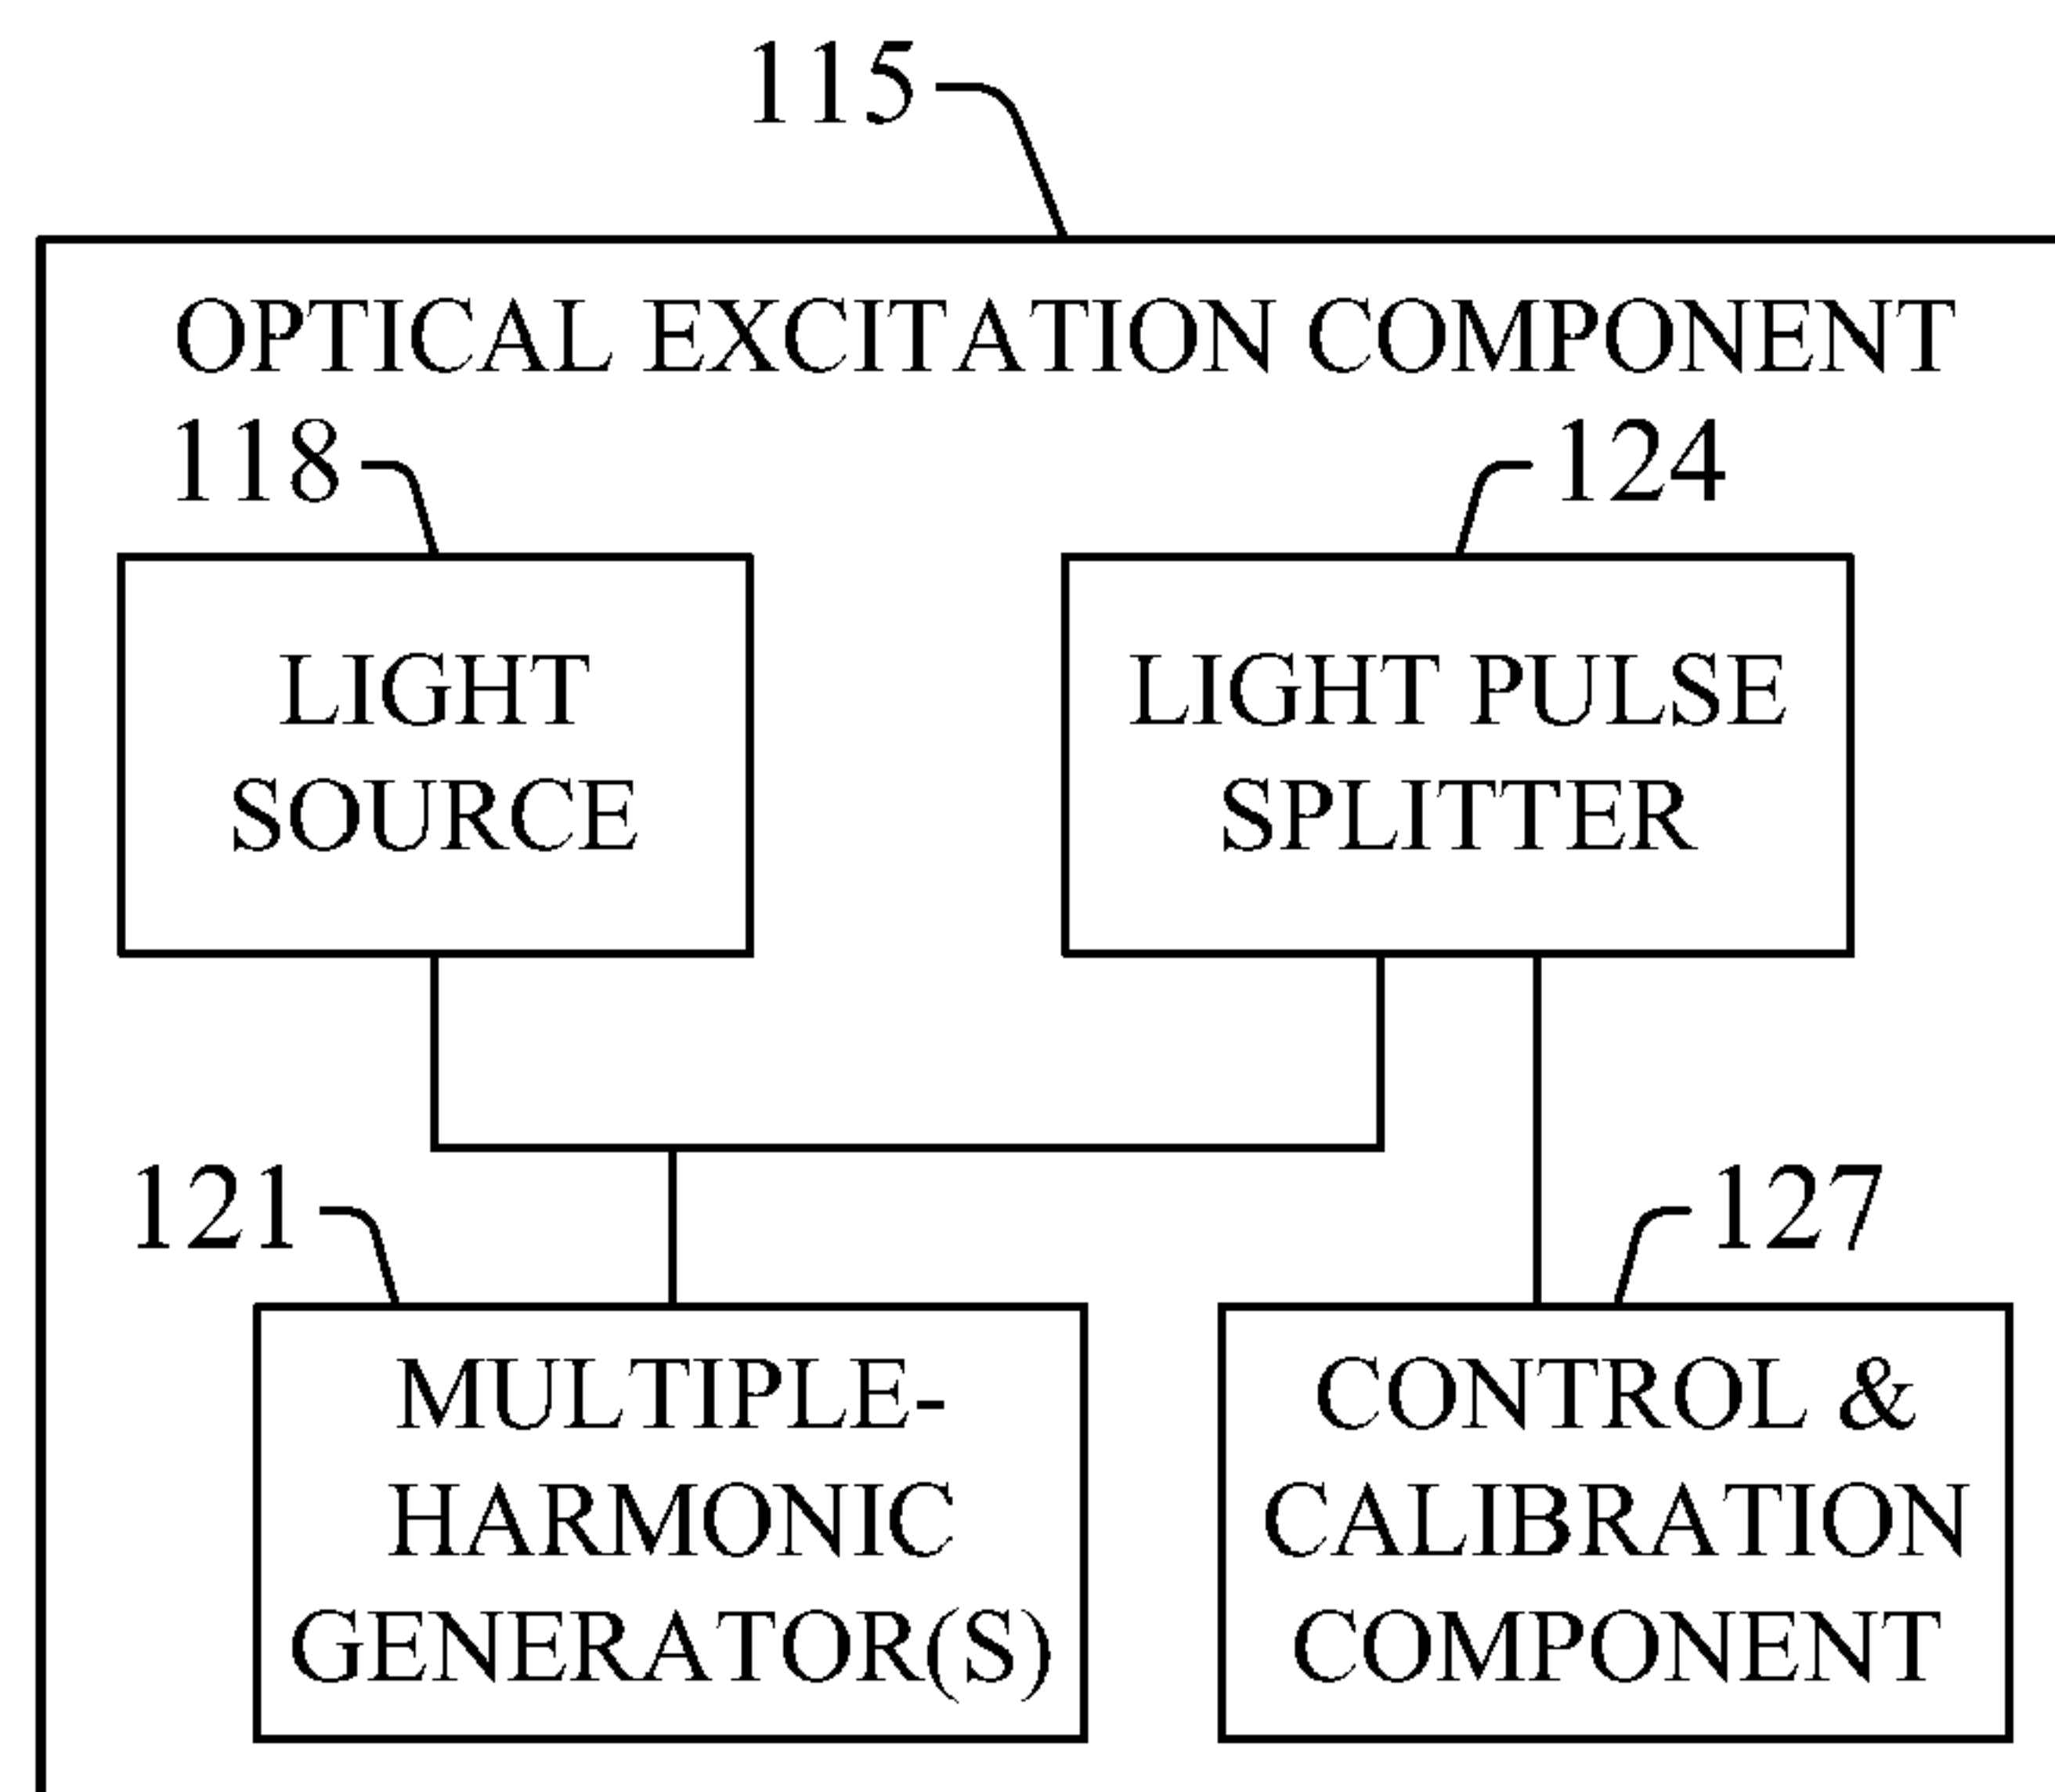 115
OPTICAL EXCITATION COMPONENT
118
124
LIGHT
SOURCE
LIGHT PULSE
SPLITTER
121
127
MULTIPLE-
HARMONIC
GENERATOR(S)
CONTROL &
CALIBRATION
COMPONENT